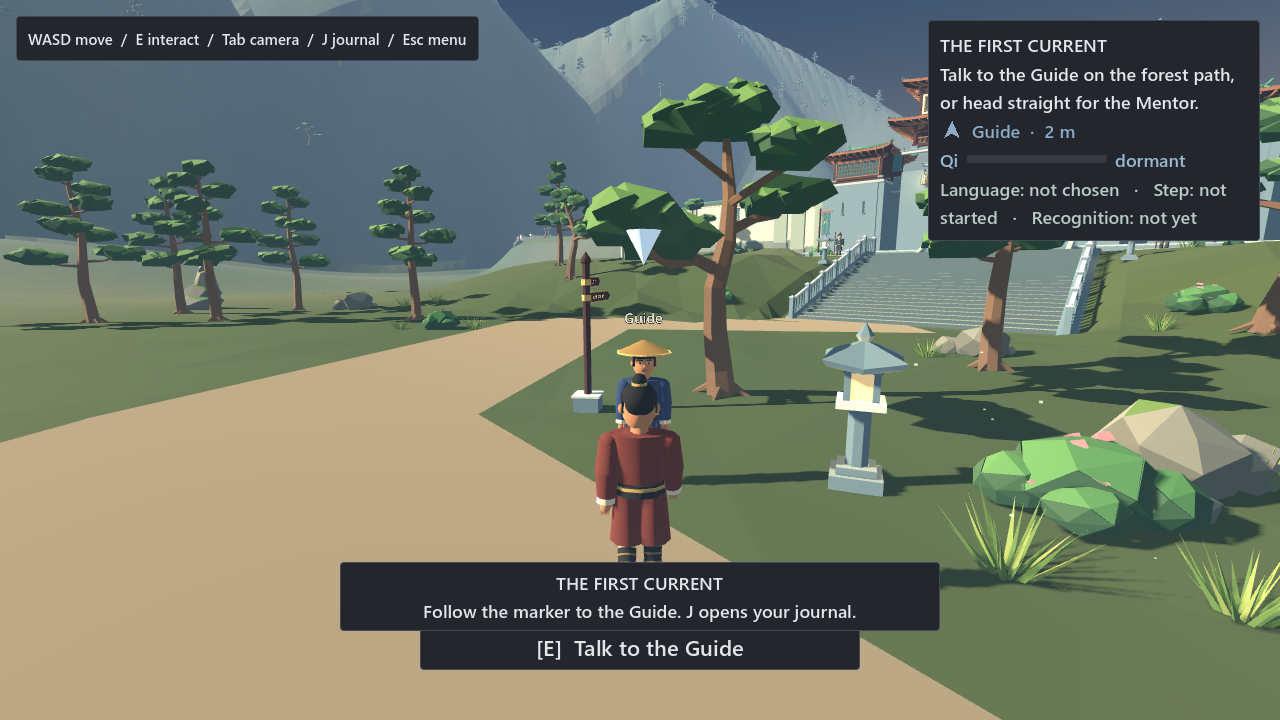 WASD move / E interact / Tab camera / J journal / Esc menu
THE FIRST CURRENT
Talk to the Guide on the forest path,
or head straight for the Mentor.
Guide · 2 m
Qi dormant
Language: not chosen · Step: not
started · Recognition: not yet
Guide
THE FIRST CURRENT
Follow the marker to the Guide. J opens your journal.
[E] Talk to the Guide